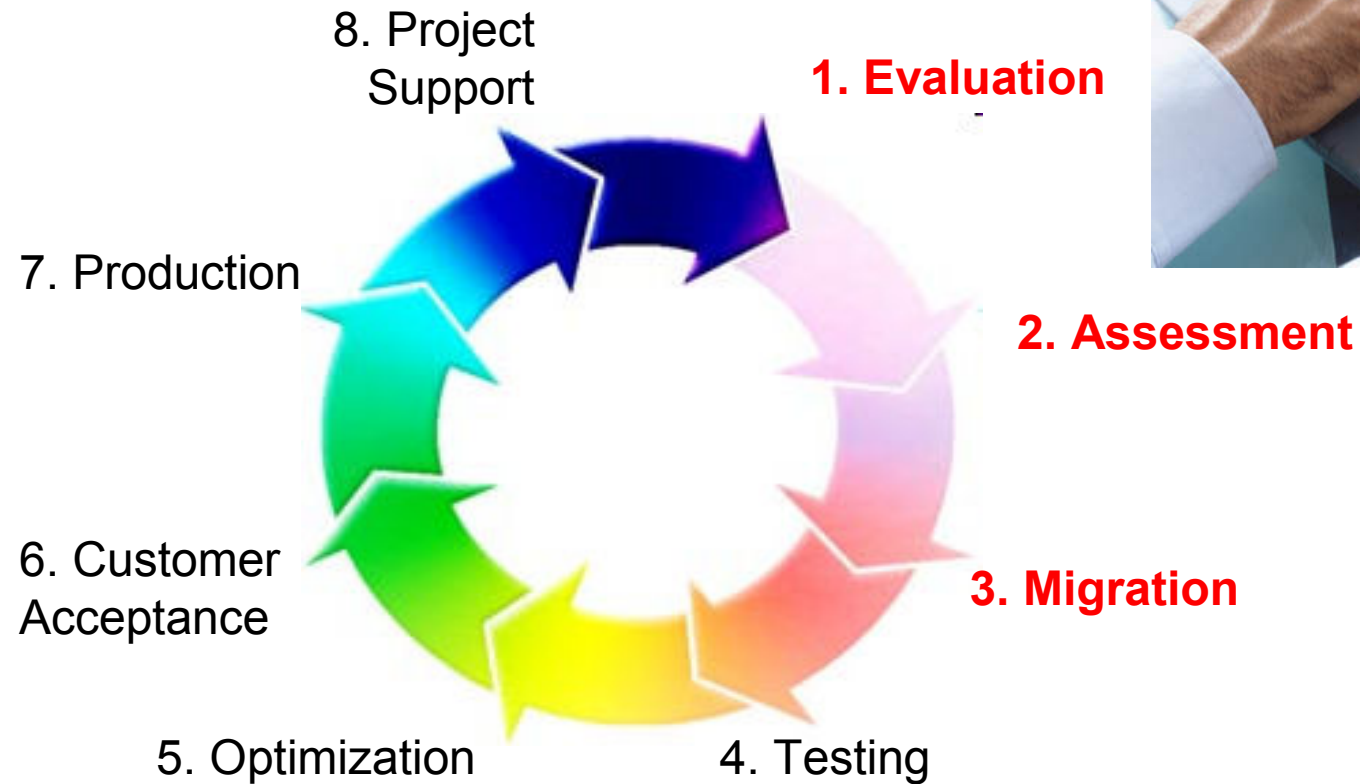 1. Evaluation
2. Assessment
3. Migration
4. Testing
5. Optimization
6. Customer
Acceptance
7. Production
8. Project
Support